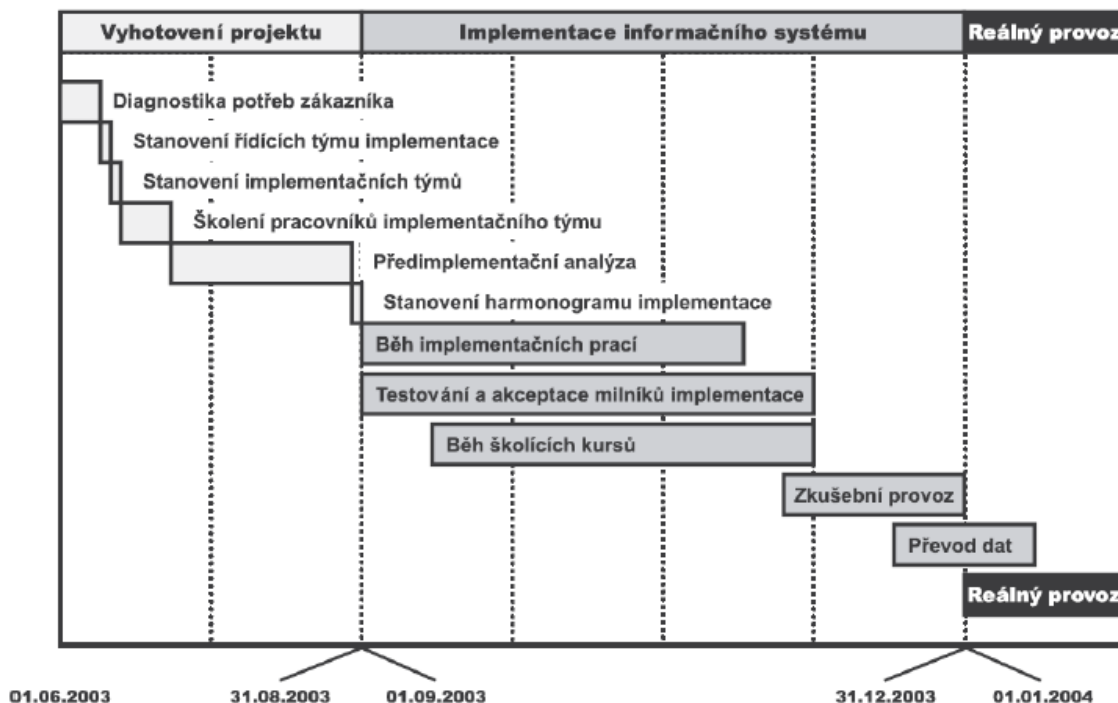 Vyhotovení projektu
Implementace informačního systému
Reálný provoz
Diagnostika potřeb zákazníka
Stanovení řídících týmu implementace
Stanovení implementačních týmů
Školení pracovníků implementačního týmu
Předimplementační analýza
Stanovení harmonogramu implementace
Běh implementačních prací
Testování a akceptace milníků implementace
Běh školících kursů
Zkušební provoz
Převod dat
Reálný provoz
01.06.2003
31.08.2003
01.09.2003
31.12.2003
01.01.2004